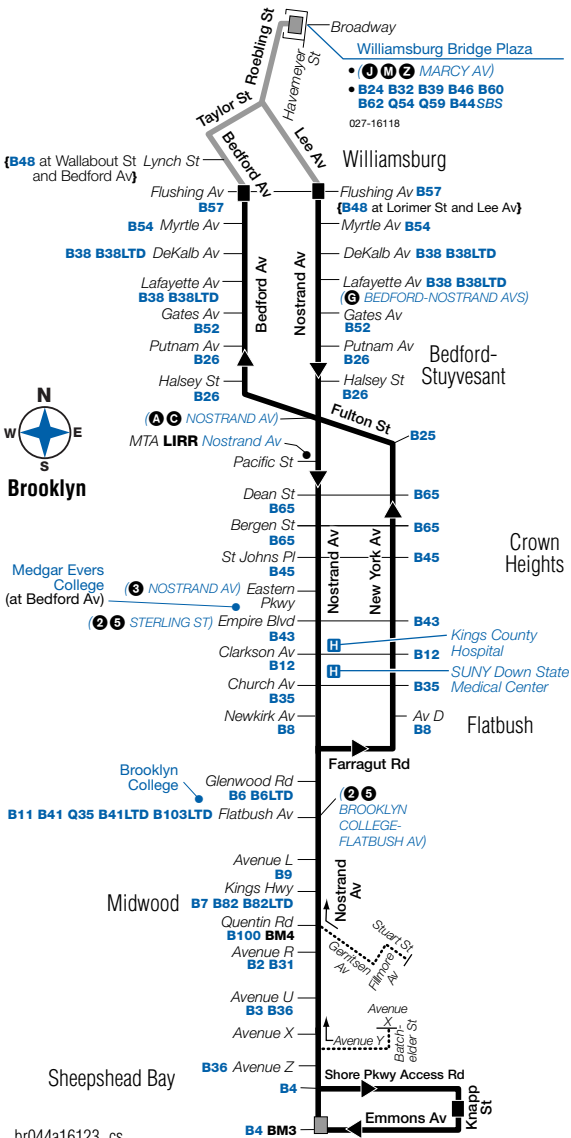 Broadway
Williamsburg Bridge Plaza
• (J M Z MARCY AV)
• B24 B32 B39 B46 B60
B62 Q54 Q59 B44SBS
027-16118
Roebling St
Havemeyer St
Taylor St
Bedford Av
Lee Av
Williamsburg
{B48 at Wallabout St and Bedford Av}
Lynch St
Flushing Av
B57
Flushing Av B57
{B48 at Lorimer St and Lee Av}
B54 Myrtle Av
Myrtle Av B54
B38 B38LTD DeKalb Av
DeKalb Av B38 B38LTD
Bedford Av
Nostrand Av
Lafayette Av
B38 B38LTD
Lafayette Av B38 B38LTD
(G BEDFORD-NOSTRAND AVS)
Gates Av
B52
Gates Av
B52
Putnam Av
B26
Putnam Av
B26
Bedford-
Stuyvesant
Halsey St
B26
Halsey St
B26
N
W E
S
Brooklyn
(A C NOSTRAND AV)
Fulton St
B25
MTA LIRR Nostrand Av
Pacific St
Dean St
B65
B65
Bergen St
B65
B65
Nostrand Av
New York Av
Crown
Heights
St Johns Pl
B45
B45
Medgar Evers
College
(at Bedford Av)
(3 NOSTRAND AV) Eastern
Pkwy
(2 5 STERLING ST) Empire Blvd
B43
B43
H
Kings County
Hospital
Clarkson Av
B12
B12
H
SUNY Down State
Medical Center
Church Av
B35
B35
Newkirk Av
B8
Av D
B8
Flatbush
Farragut Rd
Brooklyn
College
Glenwood Rd
B6 B6LTD
B11 B41 Q35 B41LTD B103LTD Flatbush Av
(2 5
BROOKLYN
COLLEGE-
FLATBUSH AV)
Avenue L
B9
Midwood
Kings Hwy
B7 B82 B82LTD
Nostrand
Av
Quentin Rd
B100 BM4
Gerritsen
Av
Stuart St
Fillmore
Av
Avenue R
B2 B31
Avenue U
B3 B36
Avenue
X
Avenue X
Avenue Y
Batch-
elder St
B36 Avenue Z
Sheepshead Bay
B4
Shore Pkwy Access Rd
Knapp
St
Emmons Av
B4 BM3
br044a16123_cs